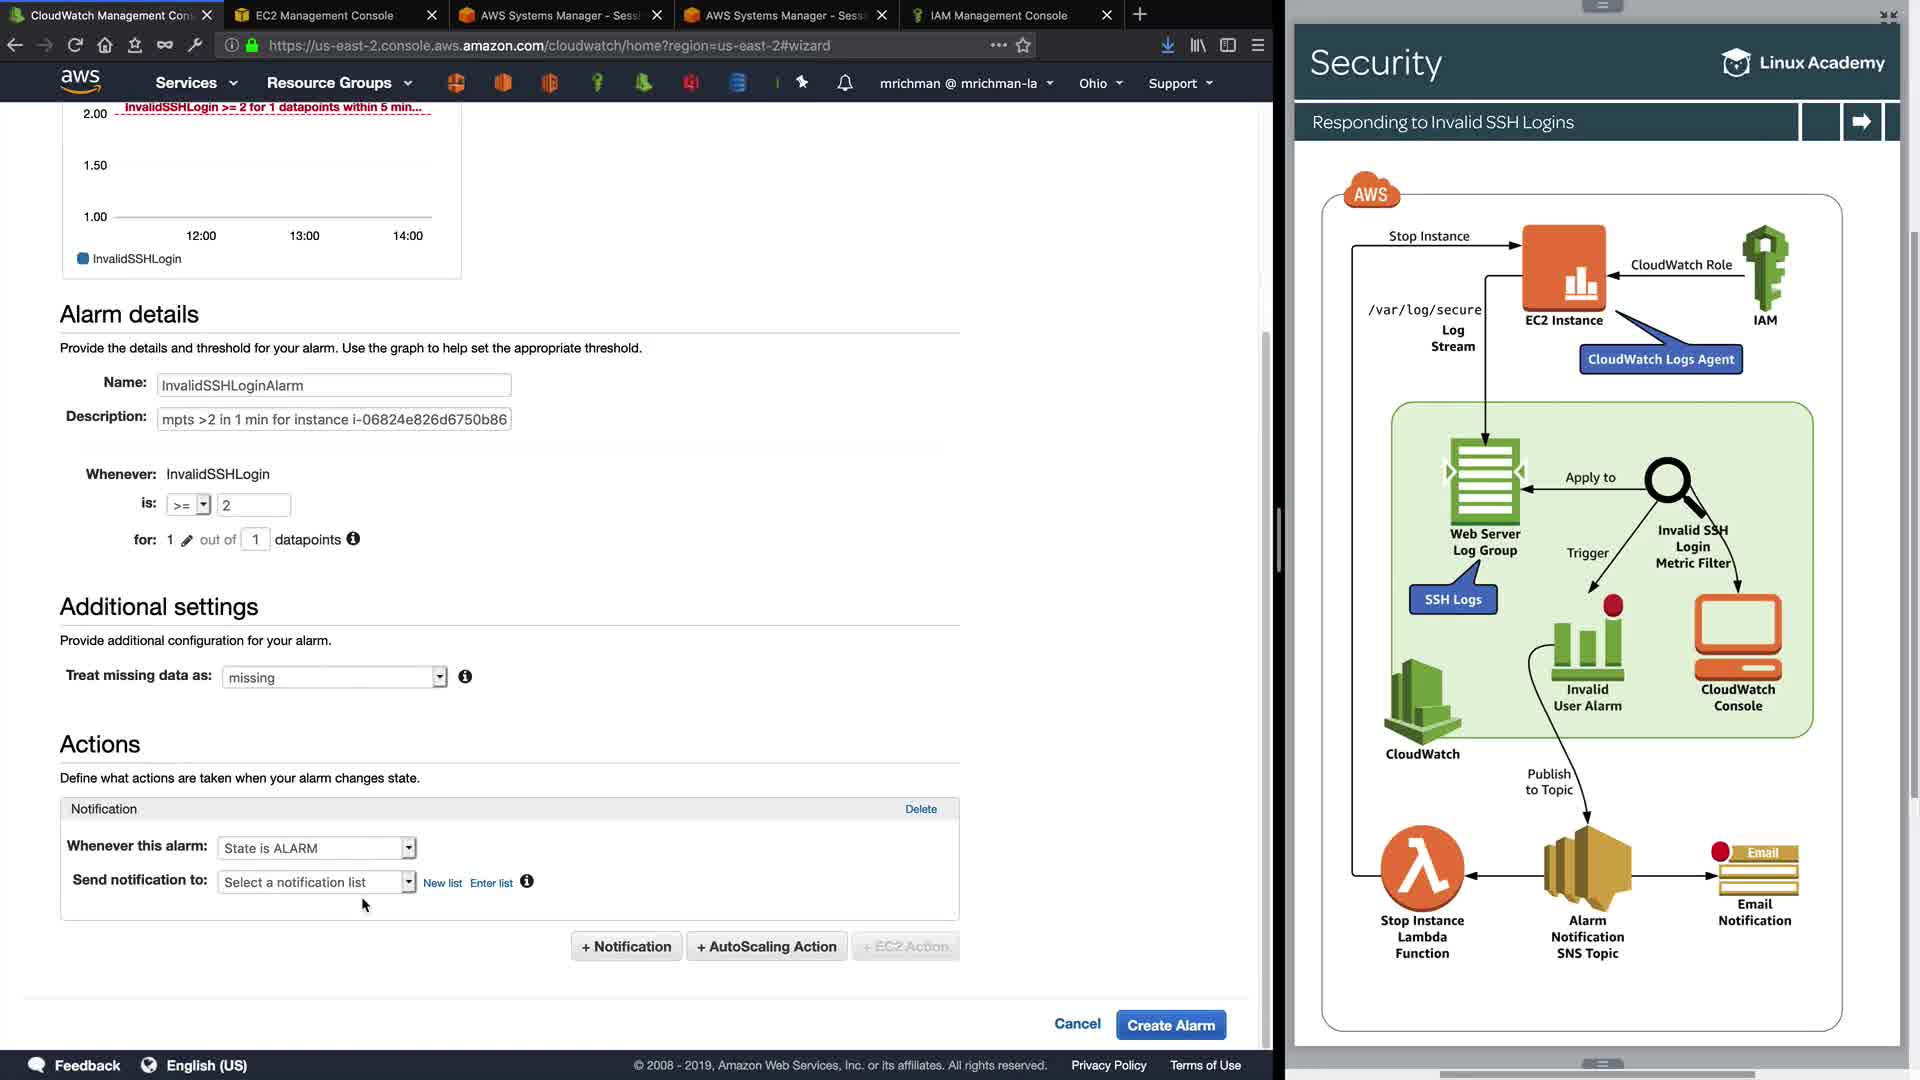 CloudWatch Management Con
EC2 Management Console
AWS Systems Manager - Sess
AWS Systems Manager - Sess
IAM Management Console
https://us-east-2.console.aws.amazon.com/cloudwatch/home?region=us-east-2#wizard
aws
Services
Resource Groups
mrichman @ mrichman-la
Ohio
Support
InvalidSSHLogin >= 2 for 1 datapoints within 5 min...
2.00
1.50
1.00
12:00
13:00
14:00
InvalidSSHLogin
Alarm details
Provide the details and threshold for your alarm. Use the graph to help set the appropriate threshold.
Name: InvalidSSHLoginAlarm
Description: mpts >2 in 1 min for instance i-06824e826d6750b86
Whenever: InvalidSSHLogin
is: >= 2
for: 1 out of 1 datapoints
Additional settings
Provide additional configuration for your alarm.
Treat missing data as: missing
Actions
Define what actions are taken when your alarm changes state.
Notification
Delete
Whenever this alarm: State is ALARM
Send notification to: Select a notification list New list Enter list
+ Notification
+ AutoScaling Action
+ EC2 Action
Cancel
Create Alarm
Feedback
English (US)
© 2008 - 2019, Amazon Web Services, Inc. or its affiliates. All rights reserved.
Privacy Policy
Terms of Use
Security
Linux Academy
Responding to Invalid SSH Logins
AWS
Stop Instance
CloudWatch Role
/var/log/secure
Log
Stream
EC2 Instance
IAM
CloudWatch Logs Agent
Apply to
Web Server
Log Group
Invalid SSH
Login
Metric Filter
Trigger
SSH Logs
Invalid
User Alarm
CloudWatch
Console
CloudWatch
Publish
to Topic
Email
Stop Instance
Lambda
Function
Alarm
Notification
SNS Topic
Email
Notification